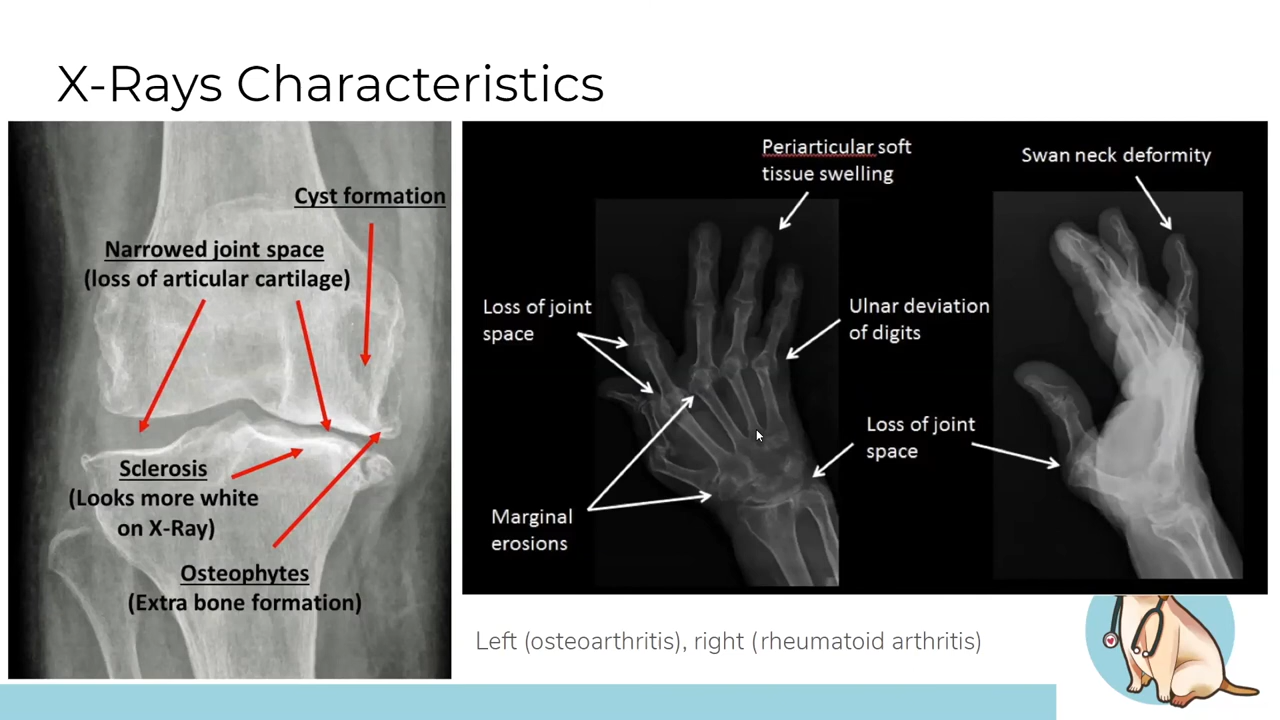 X-Rays Characteristics
Cyst formation
Narrowed joint space
(loss of articular cartilage)
Sclerosis
(Looks more white
on X-Ray)
Osteophytes
(Extra bone formation)
Periarticular soft
tissue swelling
Swan neck deformity
Loss of joint
space
Ulnar deviation
of digits
Loss of joint
space
Marginal
erosions
Left (osteoarthritis), right (rheumatoid arthritis)